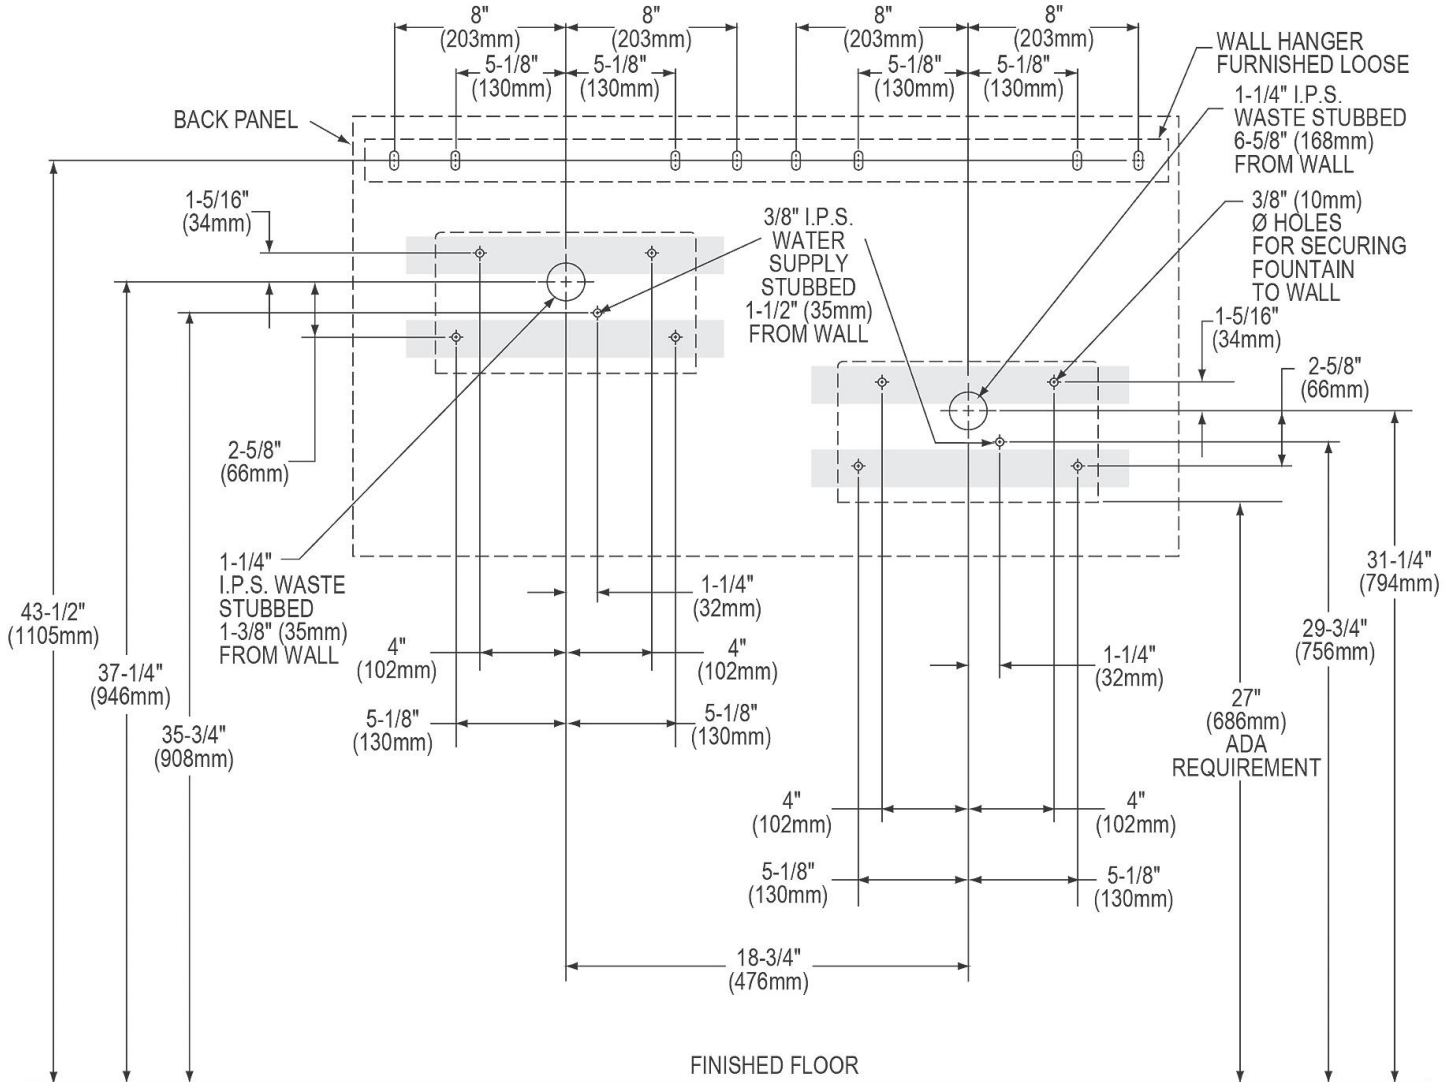 8"
(203mm)
8"
(203mm)
8"
(203mm)
8"
(203mm)
5-1/8"
(130mm)
5-1/8"
(130mm)
5-1/8"
(130mm)
5-1/8"
(130mm)
WALL HANGER
FURNISHED LOOSE
1-1/4" I.P.S.
WASTE STUBBED
6-5/8" (168mm)
FROM WALL
BACK PANEL
1-5/16"
(34mm)
3/8" I.P.S.
WATER
SUPPLY
STUBBED
1-1/2" (35mm)
FROM WALL
3/8" (10mm)
Ø HOLES
FOR SECURING
FOUNTAIN
TO WALL
1-5/16"
(34mm)
2-5/8"
(66mm)
2-5/8"
(66mm)
1-1/4"
I.P.S. WASTE
STUBBED
1-3/8" (35mm)
FROM WALL
1-1/4"
(32mm)
31-1/4"
(794mm)
43-1/2"
(1105mm)
29-3/4"
(756mm)
4"
(102mm)
4"
(102mm)
1-1/4"
(32mm)
37-1/4"
(946mm)
27"
(686mm)
ADA
REQUIREMENT
5-1/8"
(130mm)
5-1/8"
(130mm)
35-3/4"
(908mm)
4"
(102mm)
4"
(102mm)
5-1/8"
(130mm)
5-1/8"
(130mm)
18-3/4"
(476mm)
FINISHED FLOOR